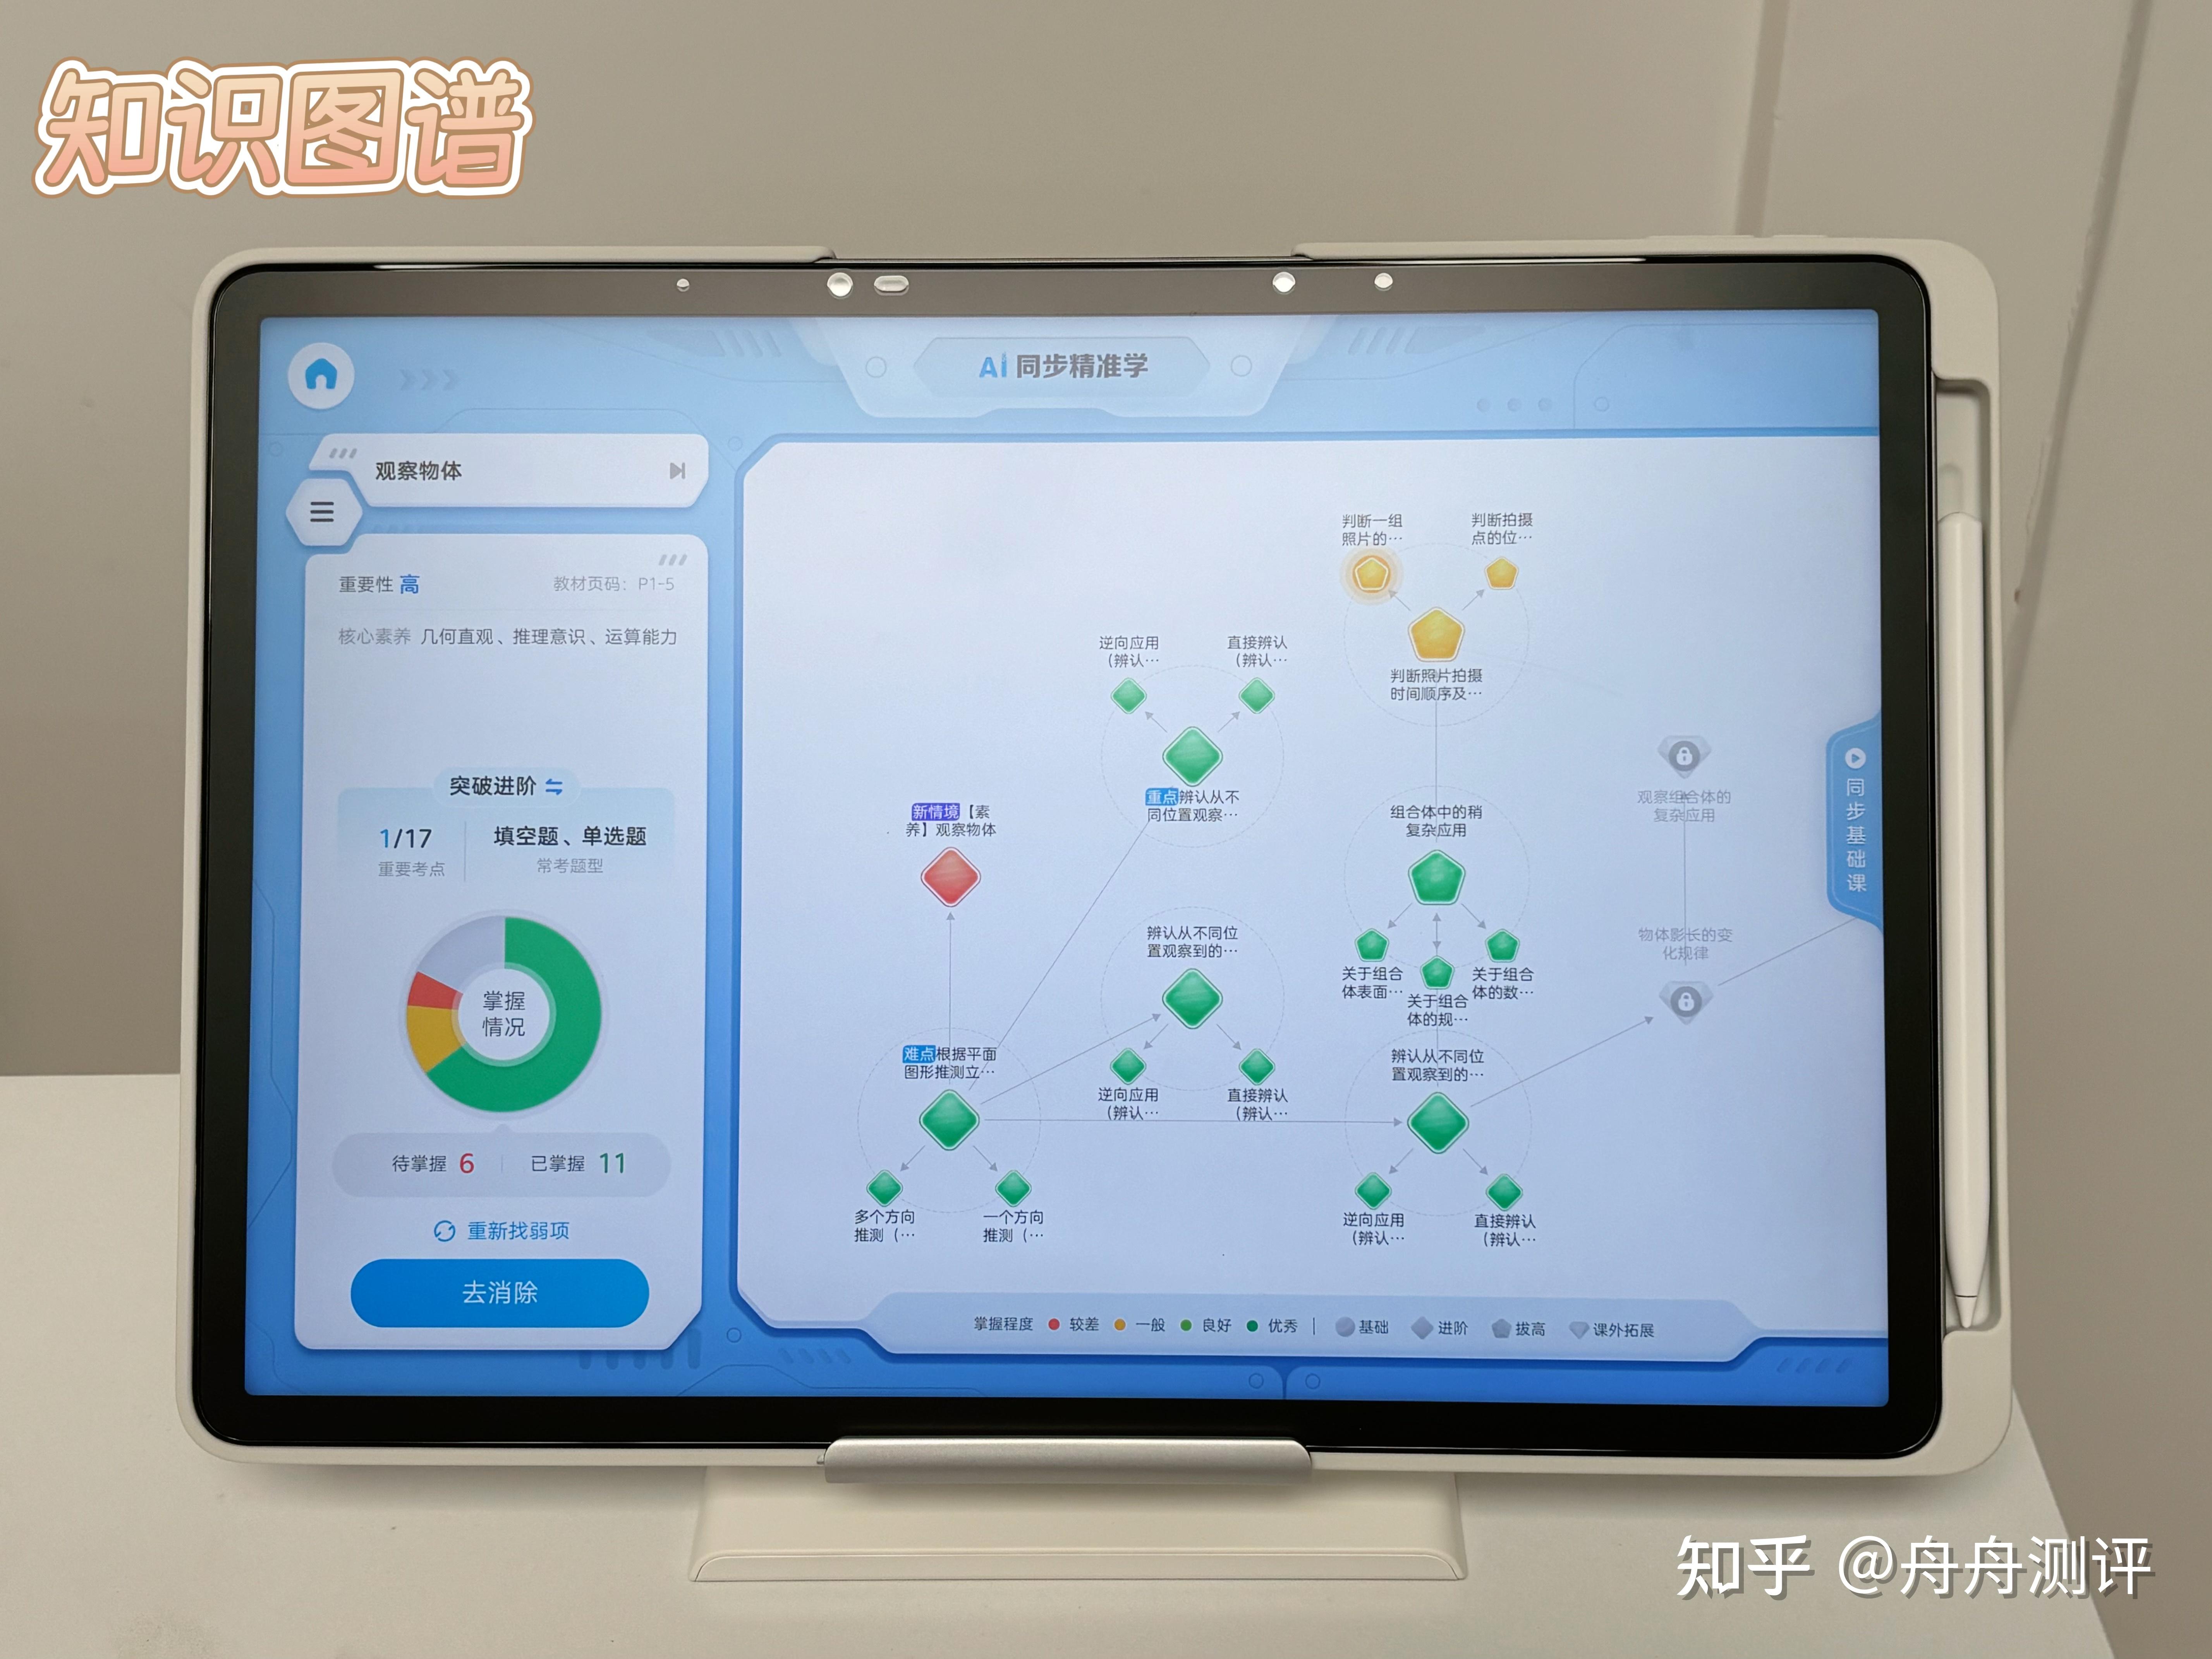 知识图谱
AI 同步精准学
观察物体
重要性 高
教材页码：P1-5
核心素养 几何直观、推理意识、运算能力
突破进阶
1/17
重要考点
填空题、单选题
常考题型
掌握
情况
待掌握 6
已掌握 11
重新找弱项
去消除
判断一组
照片的…
判断拍摄
点的位…
判断照片拍摄
时间顺序及…
逆向应用
（辨认…
直接辨认
（辨认…
重点辨认从不
同位置观察…
新情境【素
养】观察物体
组合体中的稍
复杂应用
观察组合体的
复杂应用
同步基础课
辨认从不同位
置观察到的…
关于组合
体表面…
关于组合
体的规…
关于组合
体的数…
物体影长的变
化规律
难点根据平面
图形推测立…
逆向应用
（辨认…
直接辨认
（辨认…
辨认从不同位
置观察到的…
多个方向
推测（…
一个方向
推测（…
逆向应用
（辨认…
直接辨认
（辨认…
掌握程度 较差 一般 良好 优秀 | 基础 进阶 拔高 课外拓展
知乎 @舟舟测评